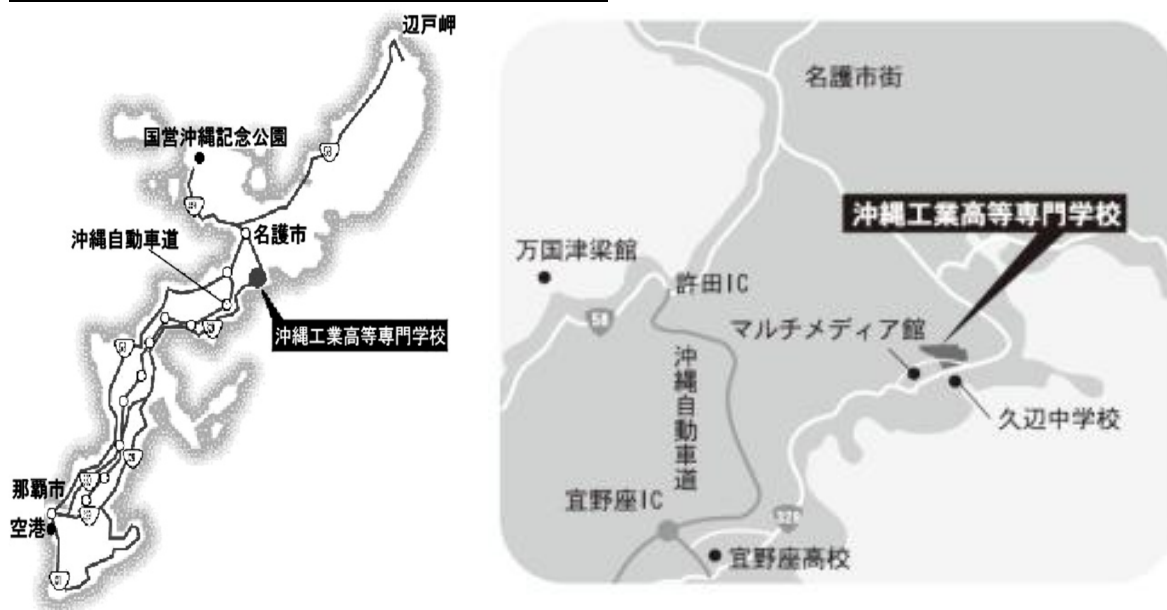 辺戸岬
国営沖縄記念公園
58
沖縄自動車道
名護市
沖縄工業高等専門学校
那覇市
空港
名護市街
沖縄工業高等専門学校
万国津梁館
許田IC
58
マルチメディア館
沖縄自動車道
久辺中学校
宜野座IC
329
宜野座高校